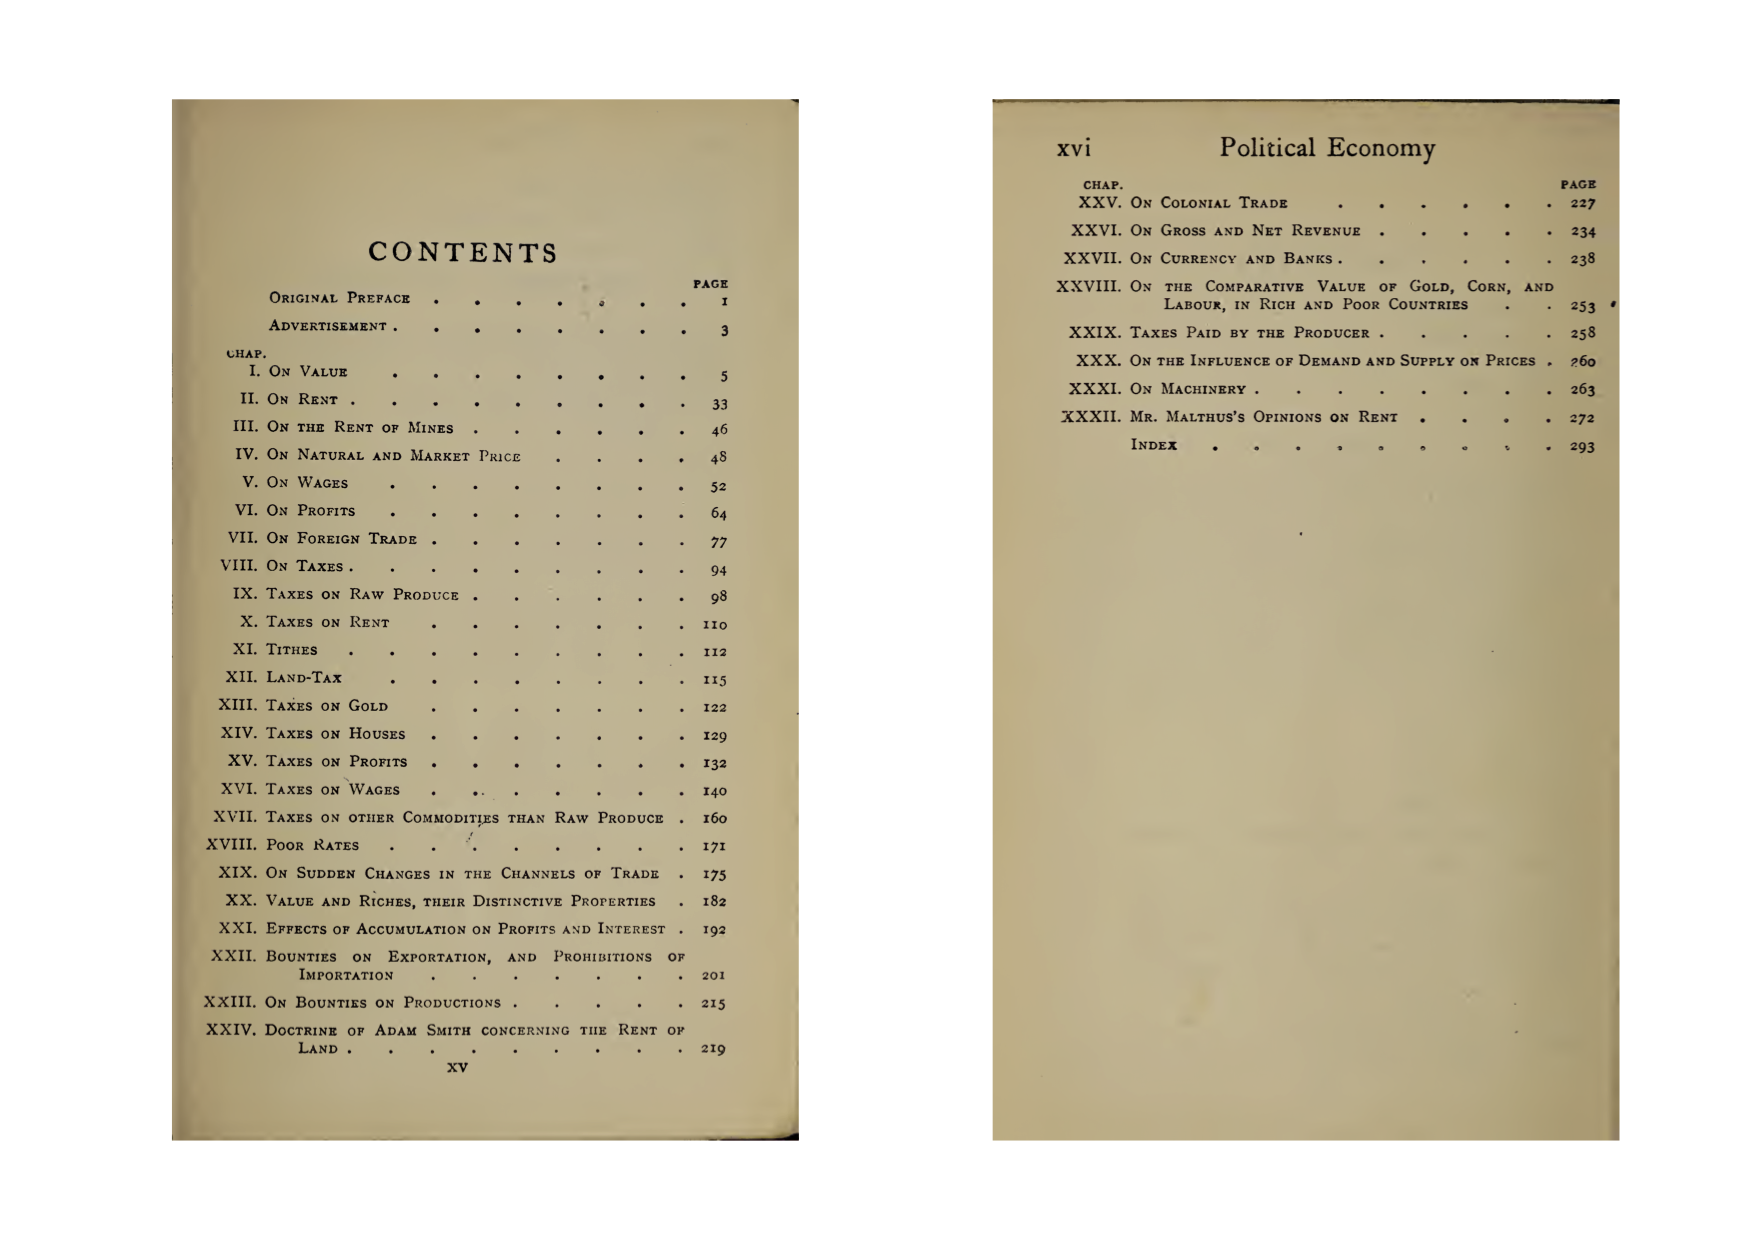 CONTENTS
PAGE
ORIGINAL PREFACE . . . . . . . 1
ADVERTISEMENT . . . . . . . . 3
CHAP.
I. ON VALUE . . . . . . . . 5
II. ON RENT . . . . . . . . . 33
III. ON THE RENT OF MINES . . . . . . 46
IV. ON NATURAL AND MARKET PRICE . . . . 48
V. ON WAGES . . . . . . . . 52
VI. ON PROFITS . . . . . . . . 64
VII. ON FOREIGN TRADE . . . . . . . 77
VIII. ON TAXES . . . . . . . . . 94
IX. TAXES ON RAW PRODUCE . . . . . . 98
X. TAXES ON RENT . . . . . . . 110
XI. TITHES . . . . . . . . . 112
XII. LAND-TAX . . . . . . . . 115
XIII. TAXES ON GOLD . . . . . . . 122
XIV. TAXES ON HOUSES . . . . . . . 129
XV. TAXES ON PROFITS . . . . . . . 132
XVI. TAXES ON WAGES . . . . . . . 140
XVII. TAXES ON OTHER COMMODITIES THAN RAW PRODUCE . 160
XVIII. POOR RATES . . . . . . . . 171
XIX. ON SUDDEN CHANGES IN THE CHANNELS OF TRADE . 175
XX. VALUE AND RICHES, THEIR DISTINCTIVE PROPERTIES . 182
XXI. EFFECTS OF ACCUMULATION ON PROFITS AND INTEREST . 192
XXII. BOUNTIES ON EXPORTATION, AND PROHIBITIONS OF
IMPORTATION . . . . . . . 201
XXIII. ON BOUNTIES ON PRODUCTIONS . . . . . 215
XXIV. DOCTRINE OF ADAM SMITH CONCERNING THE RENT OF
LAND . . . . . . . . . 219
XV
xvi Political Economy
CHAP. PAGE
XXV. ON COLONIAL TRADE . . . . . . 227
XXVI. ON GROSS AND NET REVENUE . . . . . 234
XXVII. ON CURRENCY AND BANKS . . . . . . 238
XXVIII. ON THE COMPARATIVE VALUE OF GOLD, CORN, AND
LABOUR, IN RICH AND POOR COUNTRIES . . 253
XXIX. TAXES PAID BY THE PRODUCER . . . . . 258
XXX. ON THE INFLUENCE OF DEMAND AND SUPPLY ON PRICES . 260
XXXI. ON MACHINERY . . . . . . . . 263
XXXII. MR. MALTHUS'S OPINIONS ON RENT . . . . 272
INDEX . . . . . . . . . 293